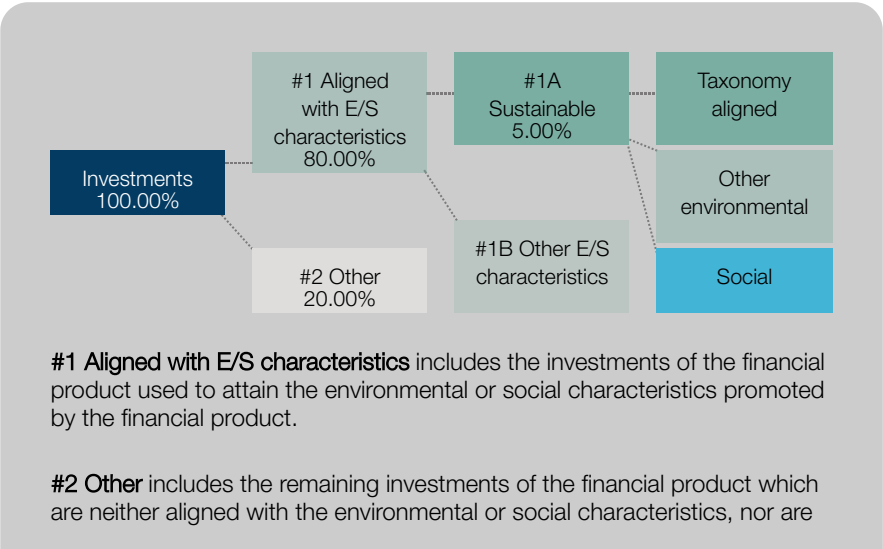 #1 Aligned
with E/S
characteristics
80.00%
#1A
Sustainable
5.00%
Taxonomy
aligned
Investments
100.00%
Other
environmental
#2 Other
20.00%
#1B Other E/S
characteristics
Social
#1 Aligned with E/S characteristics includes the investments of the financial
product used to attain the environmental or social characteristics promoted
by the financial product.
#2 Other includes the remaining investments of the financial product which
are neither aligned with the environmental or social characteristics, nor are